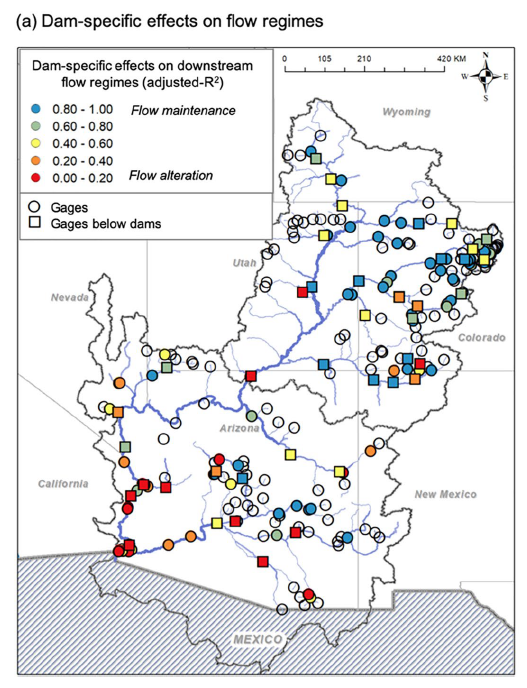 (a) Dam-specific effects on flow regimes
Dam-specific effects on downstream
flow regimes (adjusted-R²)
0.80 - 1.00 Flow maintenance
0.60 - 0.80
0.40 - 0.60
0.20 - 0.40
0.00 - 0.20 Flow alteration
Gages
Gages below dams
0 105 210 420 KM
N
W E
S
Wyoming
Utah
Nevada
Colorado
Arizona
California
New Mexico
MEXICO